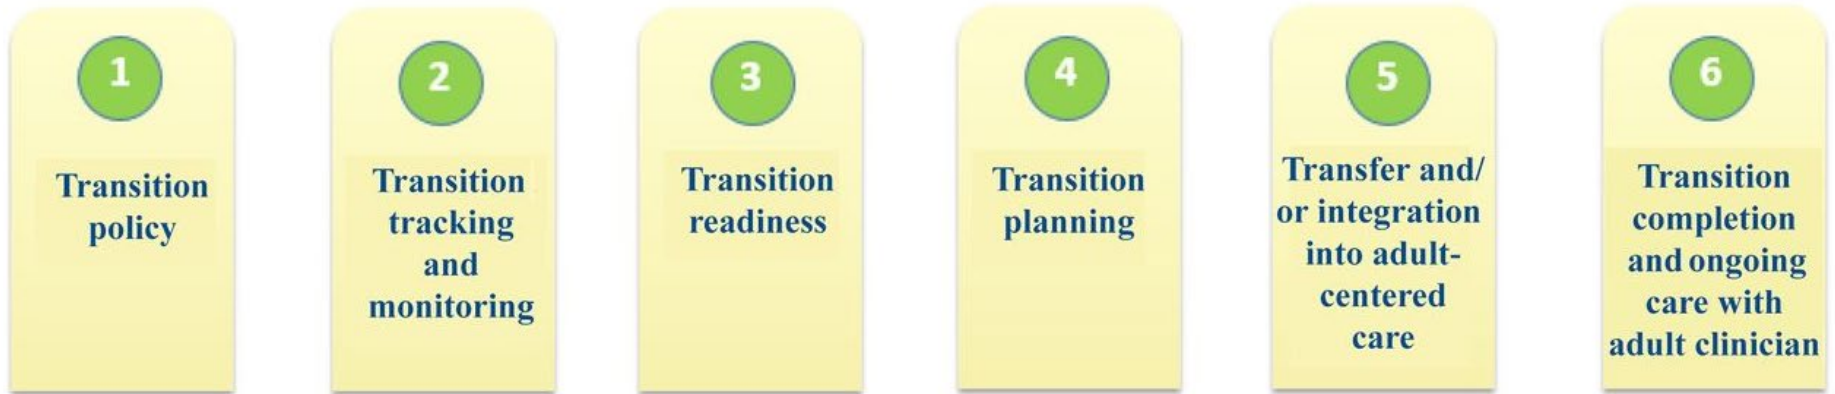 1
Transition
policy
2
Transition
tracking
and
monitoring
3
Transition
readiness
4
Transition
planning
5
Transfer and/
or integration
into adult-
centered
care
6
Transition
completion
and ongoing
care with
adult clinician